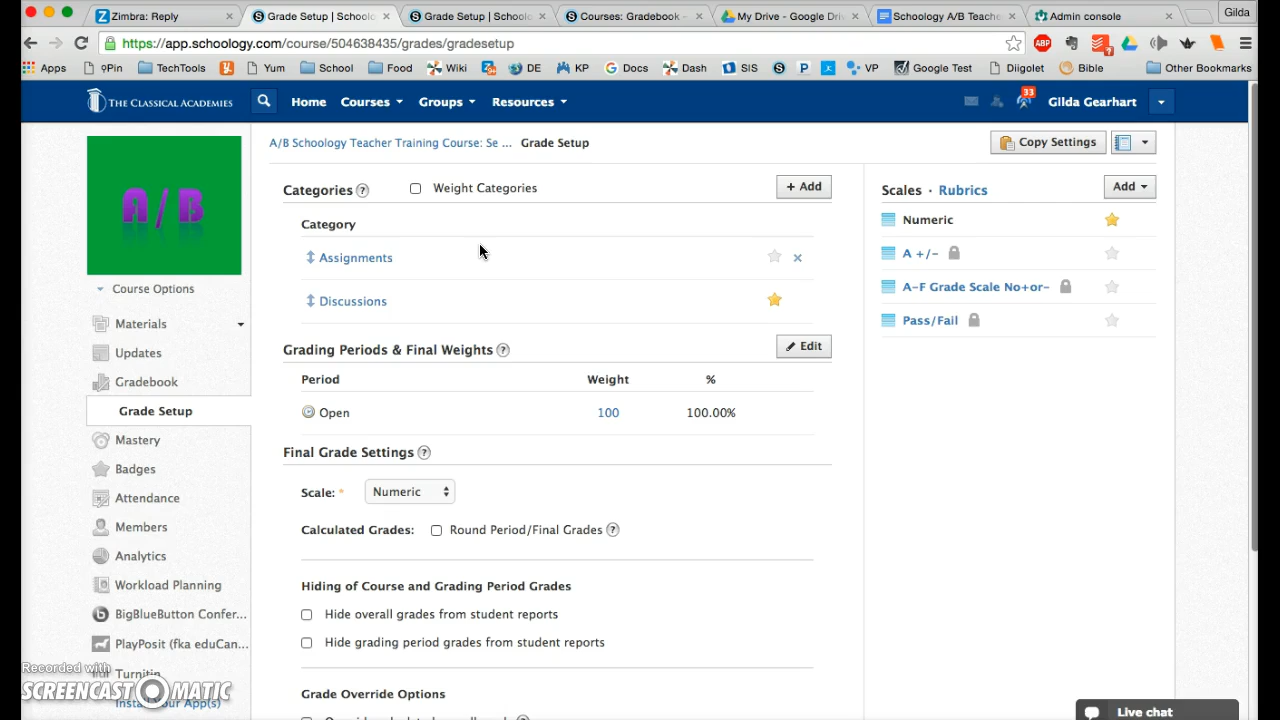 Zimbra: Reply
Grade Setup | Schoolo
Grade Setup | Schoolo
Courses: Gradebook –
My Drive – Google Dri
Schoology A/B Teache
Admin console
Gilda
https://app.schoology.com/course/504638435/grades/gradesetup
Apps
9Pin
TechTools
Yum
School
Foo
Wiki
DE
KP
Docs
Dash
SIS
VP
Google Test
Diigolet
Bible
Other Bookmarks
THE CLASSICAL ACADEMIES
Home
Courses
Groups
Resources
33
Gilda Gearhart
A/B Schoology Teacher Training Course: Se ...
Grade Setup
Copy Settings
A/B
Course Options
Materials
Updates
Gradebook
Grade Setup
Mastery
Badges
Attendance
Members
Analytics
Workload Planning
BigBlueButton Confer...
PlayPosit (fka eduCan...
Turnitin
Install Your App(s)
Categories ?
Weight Categories
+ Add
Category
Assignments
Discussions
Grading Periods & Final Weights ?
Edit
Period Weight %
Open 100 100.00%
Final Grade Settings ?
Scale: * Numeric
Calculated Grades: Round Period/Final Grades ?
Hiding of Course and Grading Period Grades
Hide overall grades from student reports
Hide grading period grades from student reports
Grade Override Options
Scales · Rubrics
Add
Numeric
A +/-
A-F Grade Scale No+or-
Pass/Fail
Live chat
Recorded with
SCREENCAST-O-MATIC